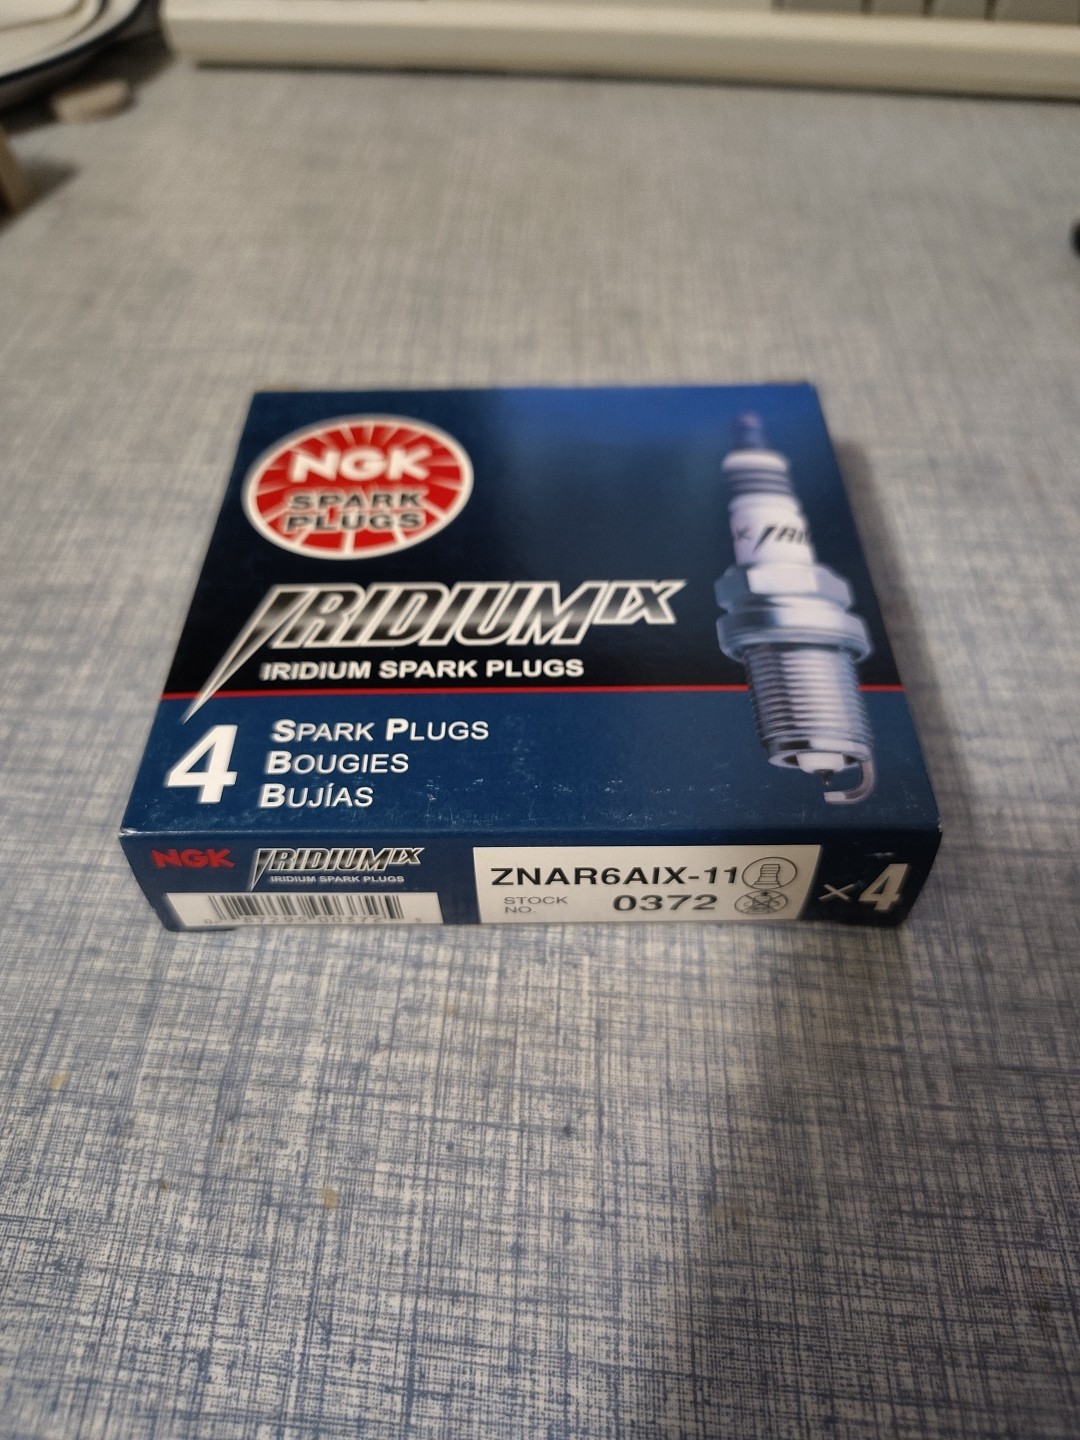 NGK
SPARK
PLUGS
IRIDIUM IX
IRIDIUM SPARK PLUGS
4
SPARK PLUGS
BOUGIES
BUJÍAS
NGK
IRIDIUM IX
IRIDIUM SPARK PLUGS
ZNAR6AIX-11
STOCK
NO.
0372
×4